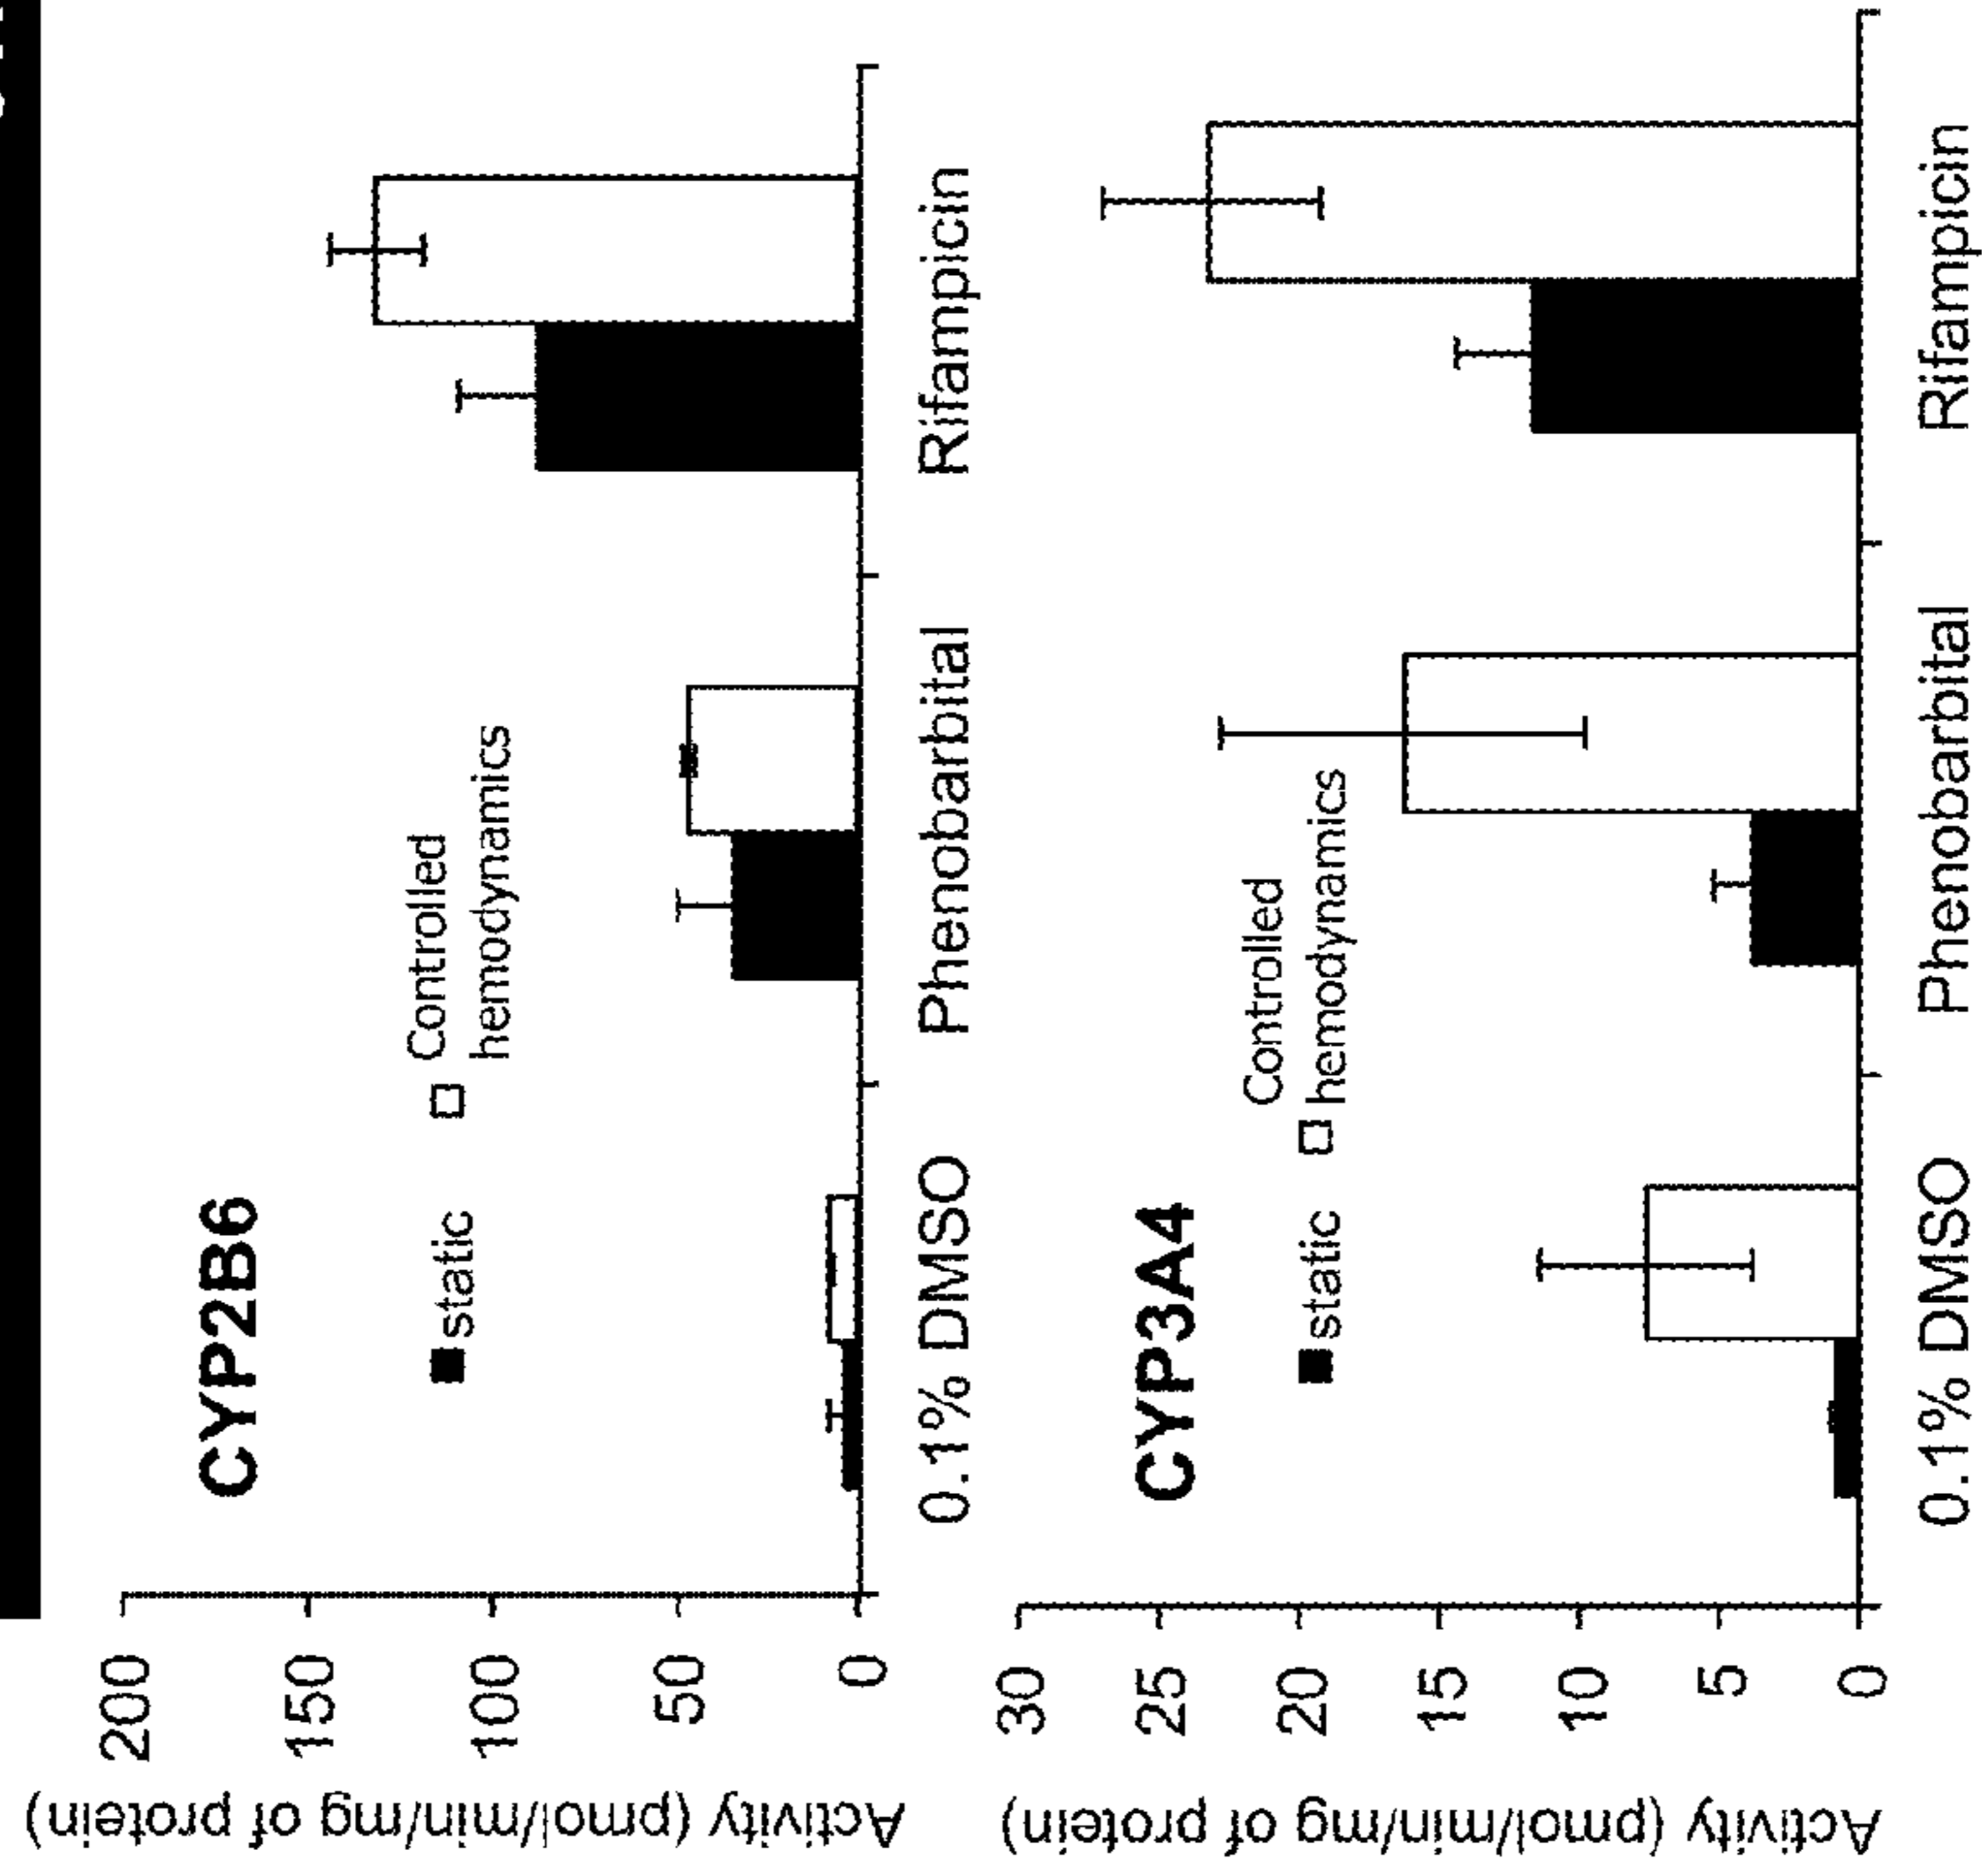 CYP2B6
static
Controlled
hemodynamics
Activity (pmol/min/mg of protein)
200
150
100
50
0
0.1% DMSO
Phenobarbital
Rifampicin
CYP3A4
static
Controlled
hemodynamics
Activity (pmol/min/mg of protein)
30
25
20
15
10
5
0
0.1% DMSO
Phenobarbital
Rifampicin